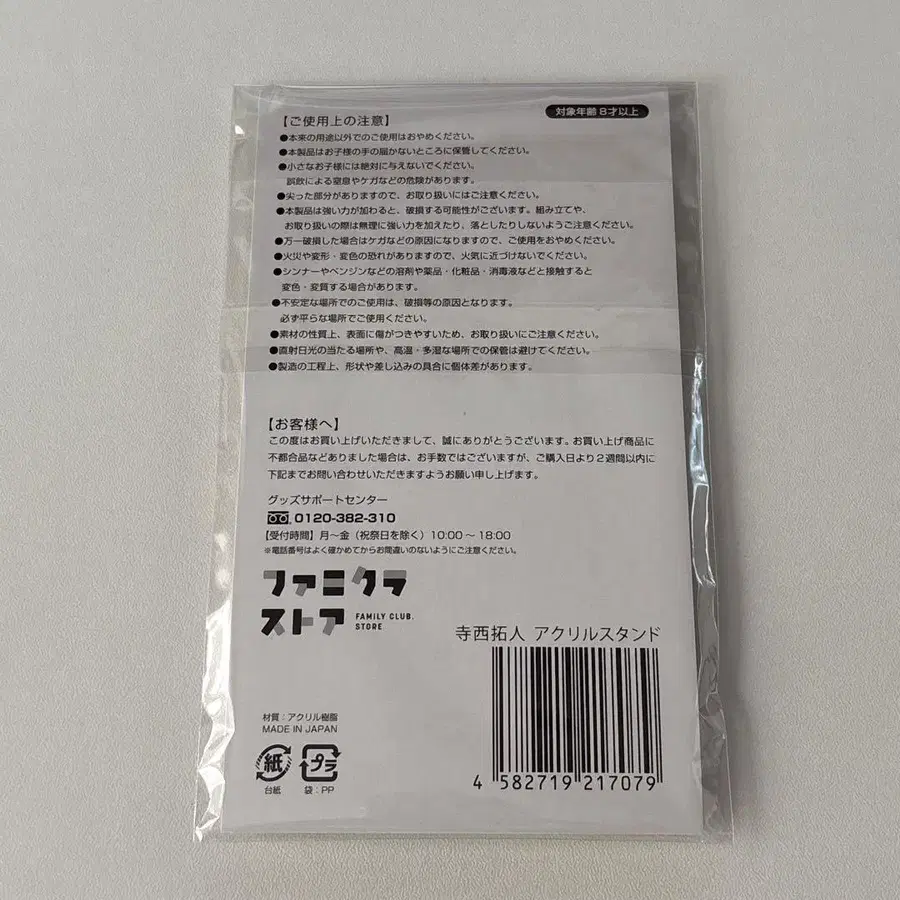 対象年齢 8才以上
【ご使用上の注意】
●本来の用途以外でのご使用はおやめください。
●本製品はお子様の手の届かないところに保管してください。
●小さなお子様には絶対に与えないでください。
誤飲による窒息やケガなどの危険があります。
●尖った部分がありますので、お取り扱いにはご注意ください。
●本製品は強い力が加わると、破損する可能性がございます。組み立てや、
お取り扱いの際は無理に強い力を加えたり、落としたりしないようご注意ください。
●万一破損した場合はケガなどの原因になりますので、ご使用をおやめください。
●火災や変形・変色の恐れがありますので、火気に近づけないでください。
●シンナーやベンジンなどの溶剤や薬品・化粧品・消毒液などと接触すると
変色・変質する場合があります。
●不安定な場所でのご使用は、破損等の原因となります。
必ず平らな場所でご使用ください。
●素材の性質上、表面に傷がつきやすいため、お取り扱いにご注意ください。
●直射日光の当たる場所や、高温・多湿な場所での保管は避けてください。
●製造の工程上、形状や差し込みの具合に個体差があります。
【お客様へ】
この度はお買い上げいただきまして、誠にありがとうございます。お買い上げ商品に
不都合品などありました場合は、お手数ではございますが、ご購入日より2週間以内に
下記までお問い合わせいただきますようお願い申し上げます。
グッズサポートセンター
0120-382-310
【受付時間】月〜金（祝祭日を除く）10:00〜18:00
※電話番号はよく確かめてからお間違いのないようにご注意ください。
ファミクラ
ストア
FAMILY CLUB.
STORE
寺西拓人 アクリルスタンド
材質：アクリル樹脂
MADE IN JAPAN
紙
プラ
台紙
袋：PP
4 582719 217079